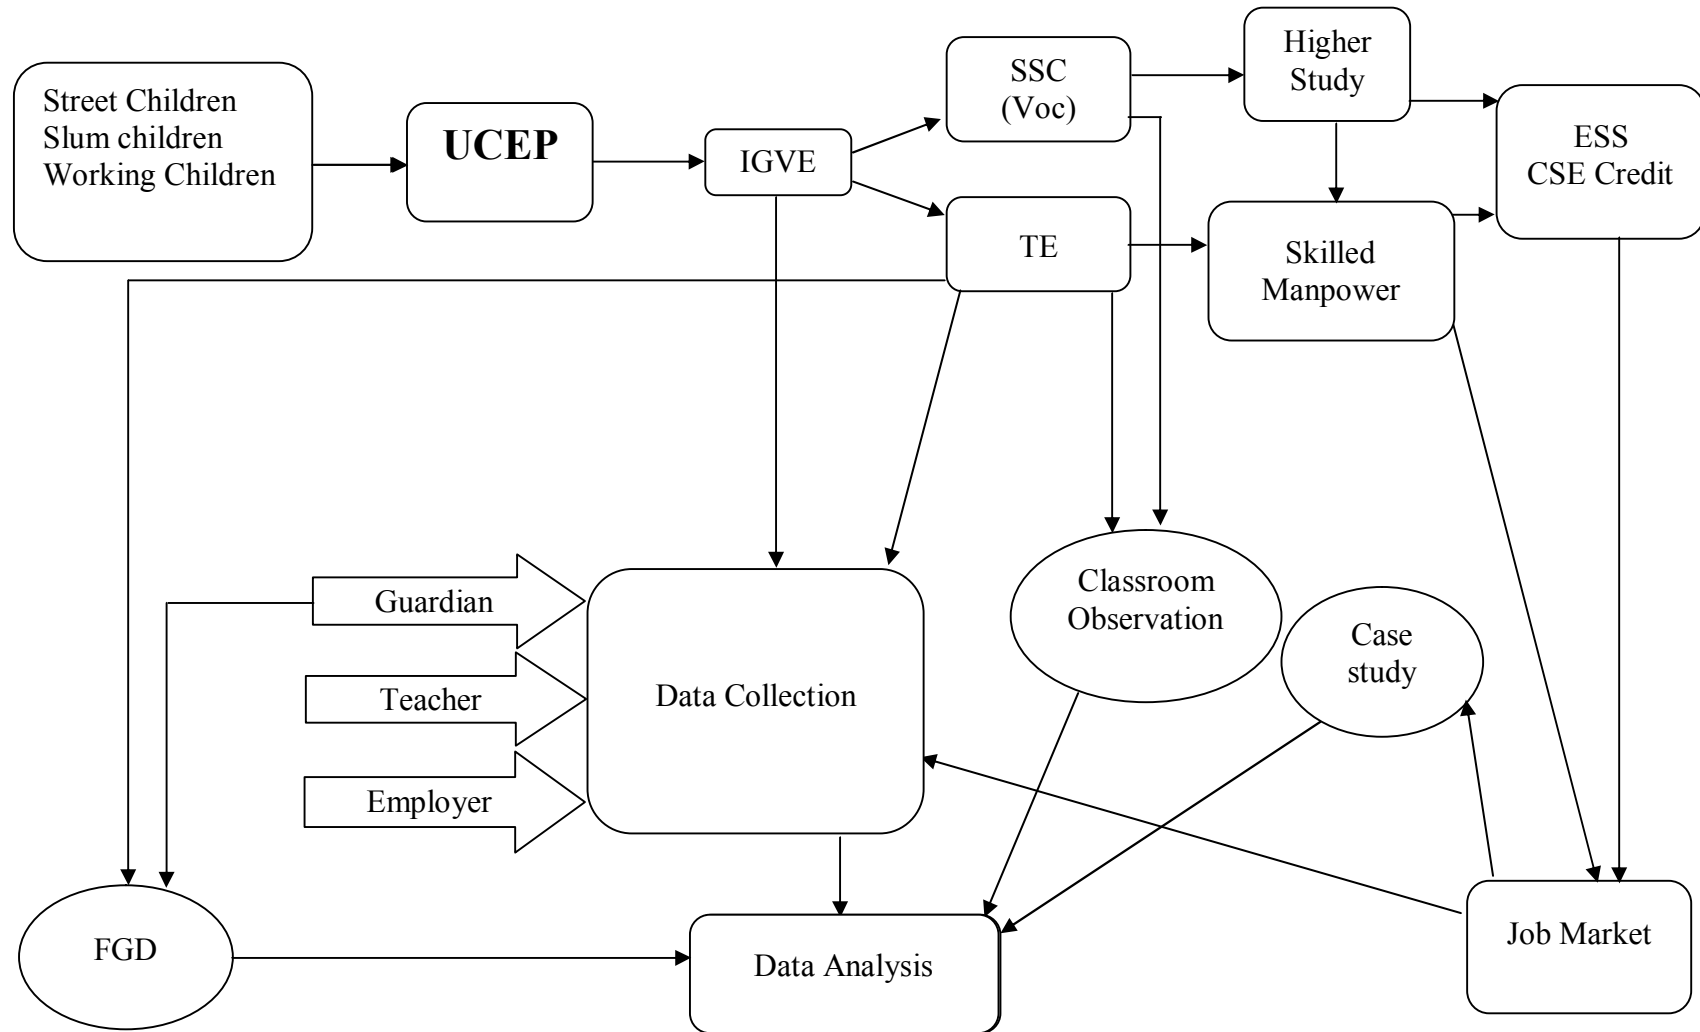 Street Children
Slum children
Working Children
UCEP
IGVE
SSC
(Voc)
TE
Higher
Study
Skilled
Manpower
ESS
CSE Credit
Guardian
Teacher
Employer
Data Collection
Classroom
Observation
Case
study
FGD
Data Analysis
Job Market